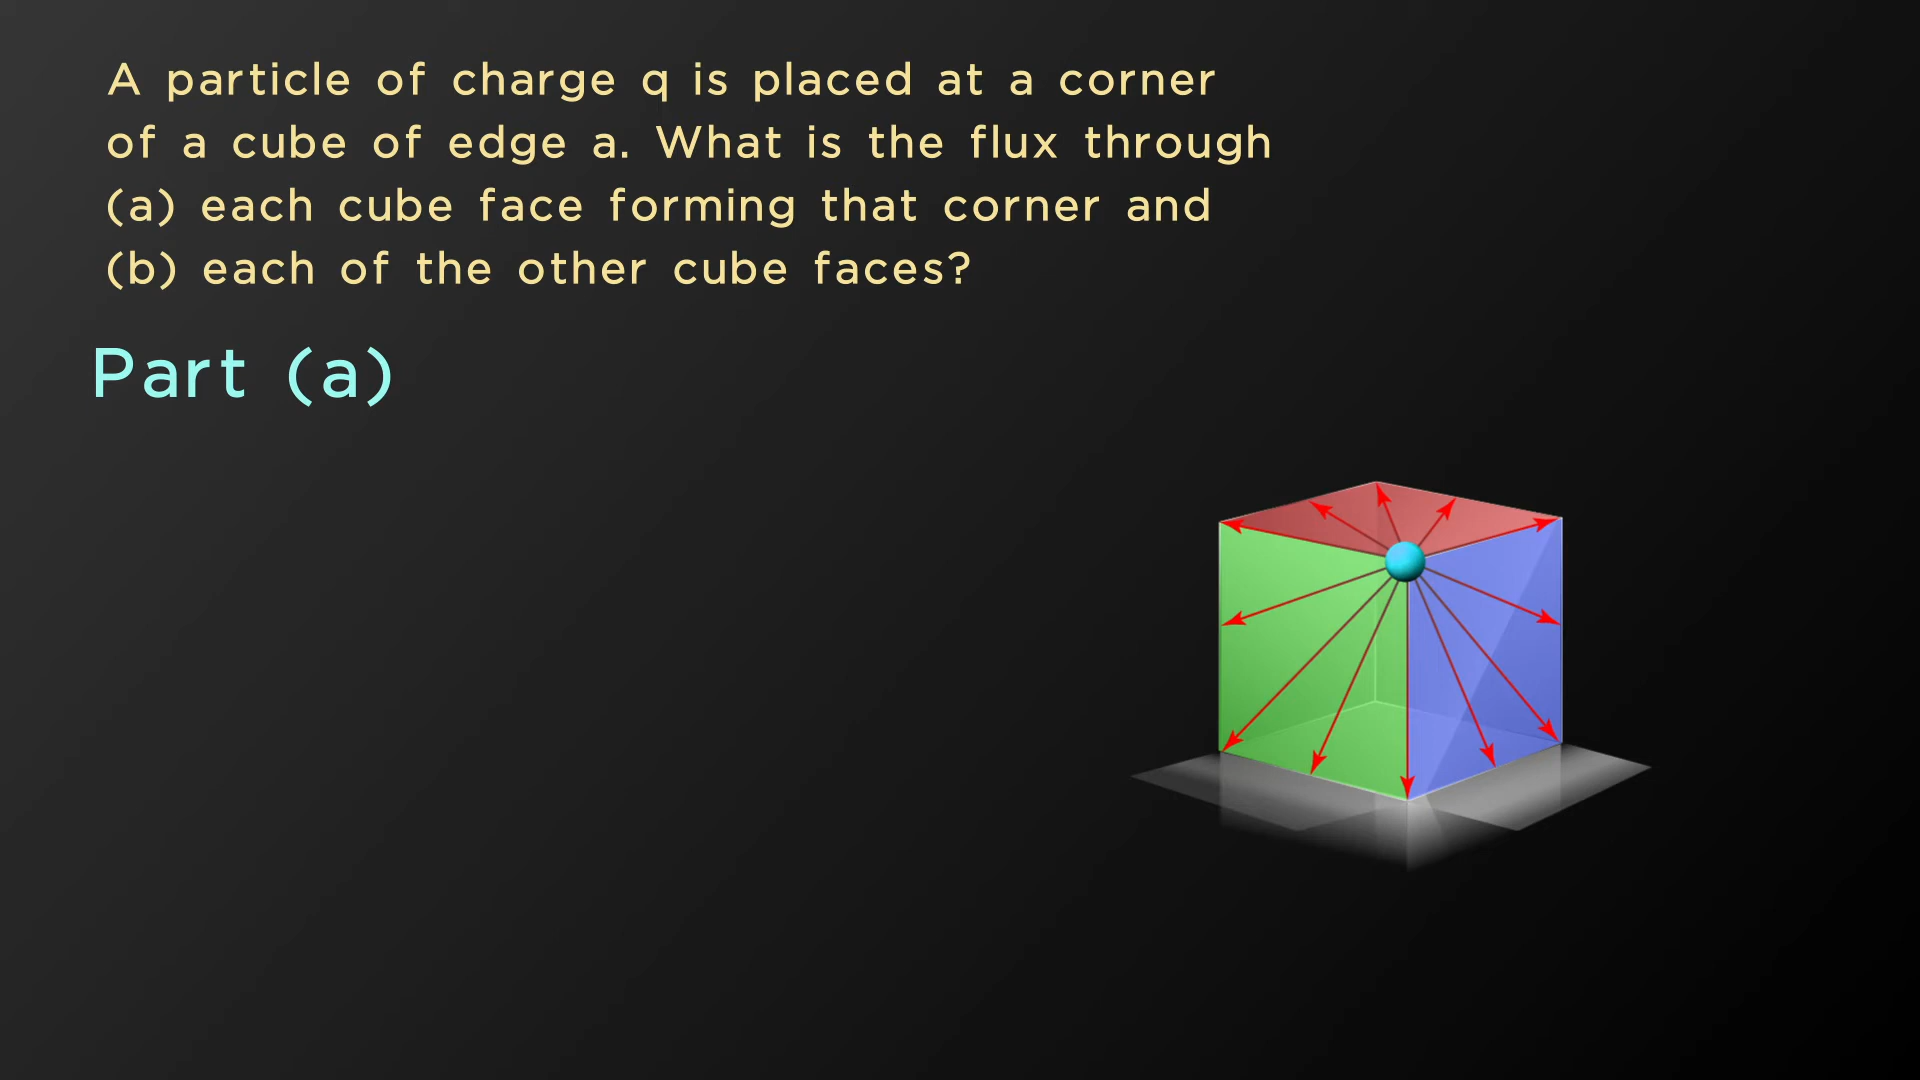 A particle of charge q is placed at a corner
of a cube of edge a. What is the flux through
(a) each cube face forming that corner and
(b) each of the other cube faces?
Part (a)